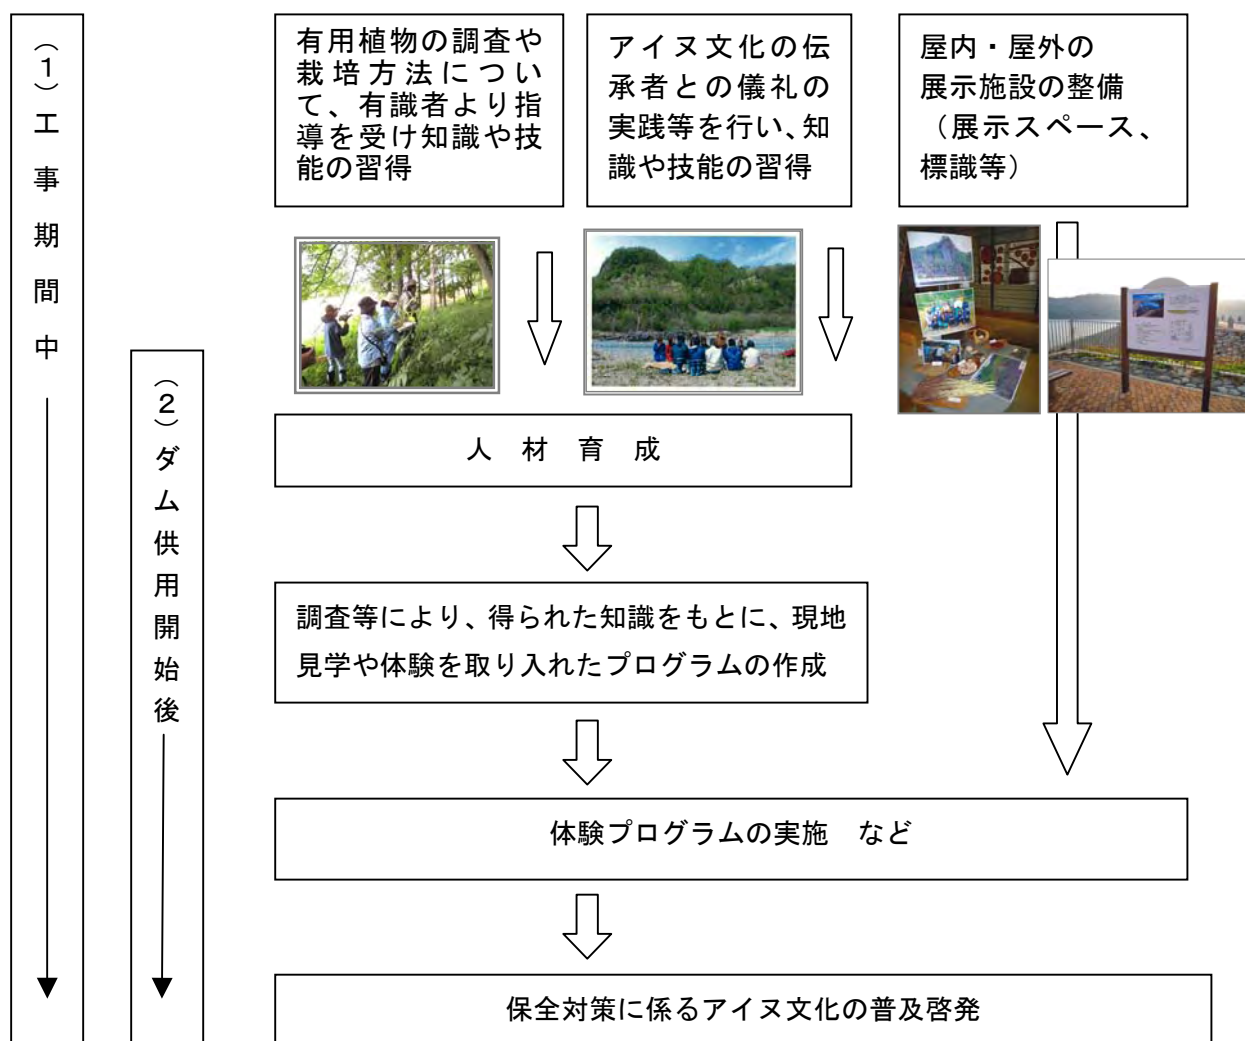 （１）工事期間中
（２）ダム供用開始後
有用植物の調査や
栽培方法につい
て、有識者より指
導を受け知識や技
能の習得
アイヌ文化の伝
承者との儀礼の
実践等を行い、知
識や技能の習得
屋内・屋外の
展示施設の整備
（展示スペース、
標識等）
人材育成
調査等により、得られた知識をもとに、現地
見学や体験を取り入れたプログラムの作成
体験プログラムの実施　など
保全対策に係るアイヌ文化の普及啓発